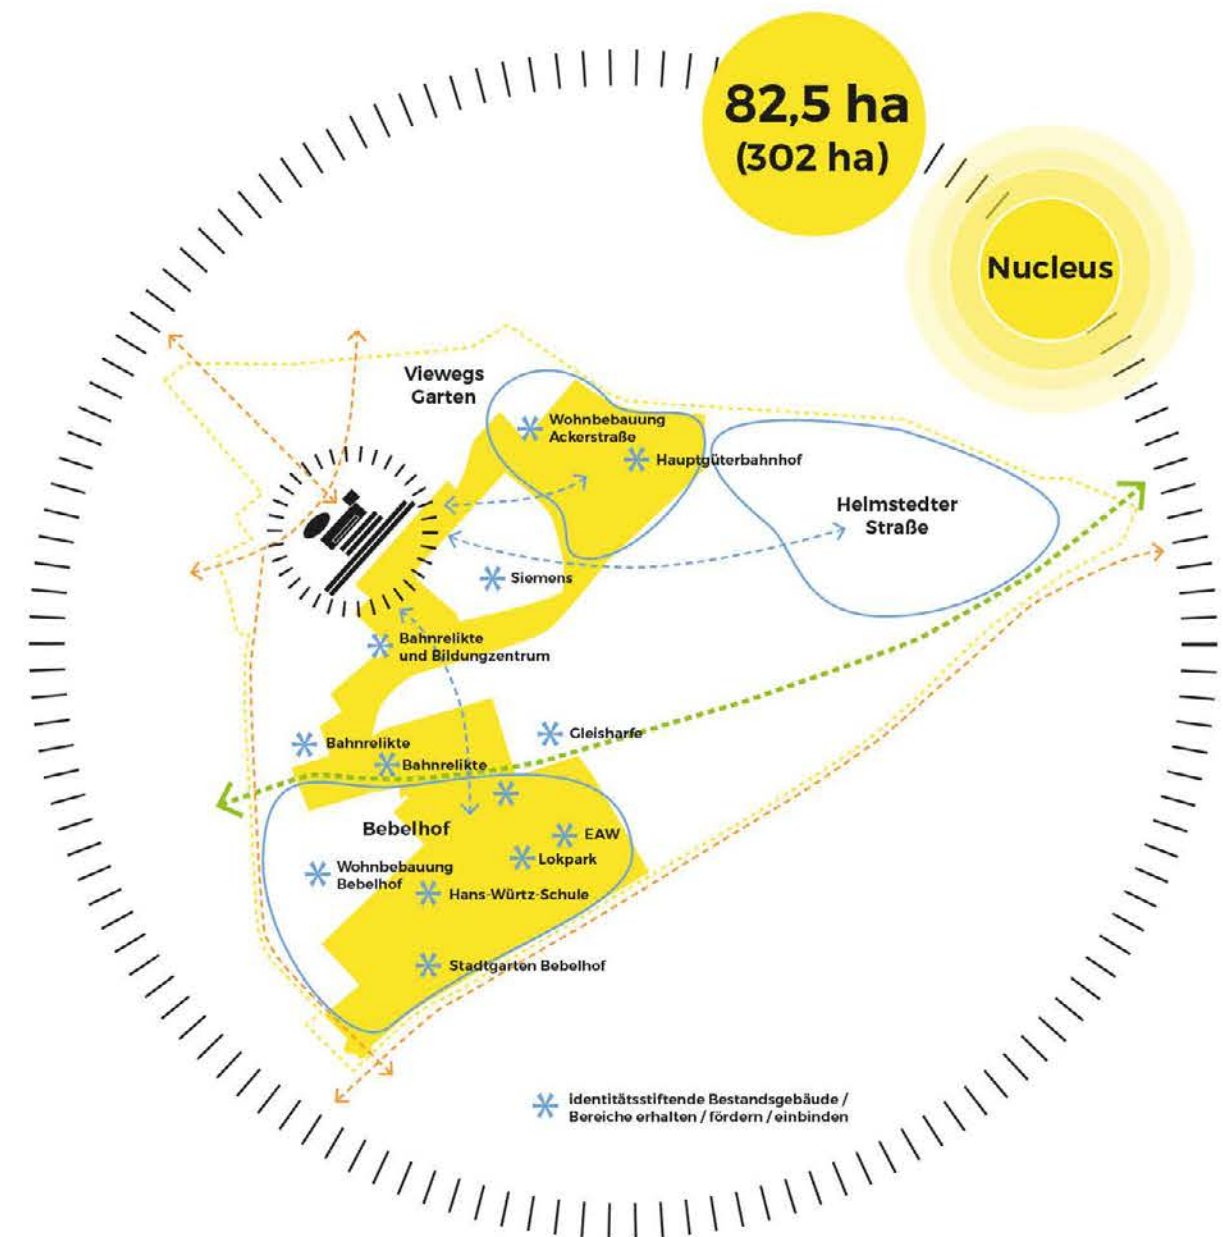 82,5 ha
(302 ha)
Nucleus
Viewegs
Garten
Wohnbebauung
Ackerstraße
Hauptgüterbahnhof
Helmstedter
Straße
Siemens
Bahnrelikte
und Bildungzentrum
Gleisharfe
Bahnrelikte
Bahnrelikte
Bebelhof
EAW
Lokpark
Wohnbebauung
Bebelhof
Hans-Würtz-Schule
Stadtgarten Bebelhof
identitätsstiftende Bestandsgebäude /
Bereiche erhalten / fördern / einbinden